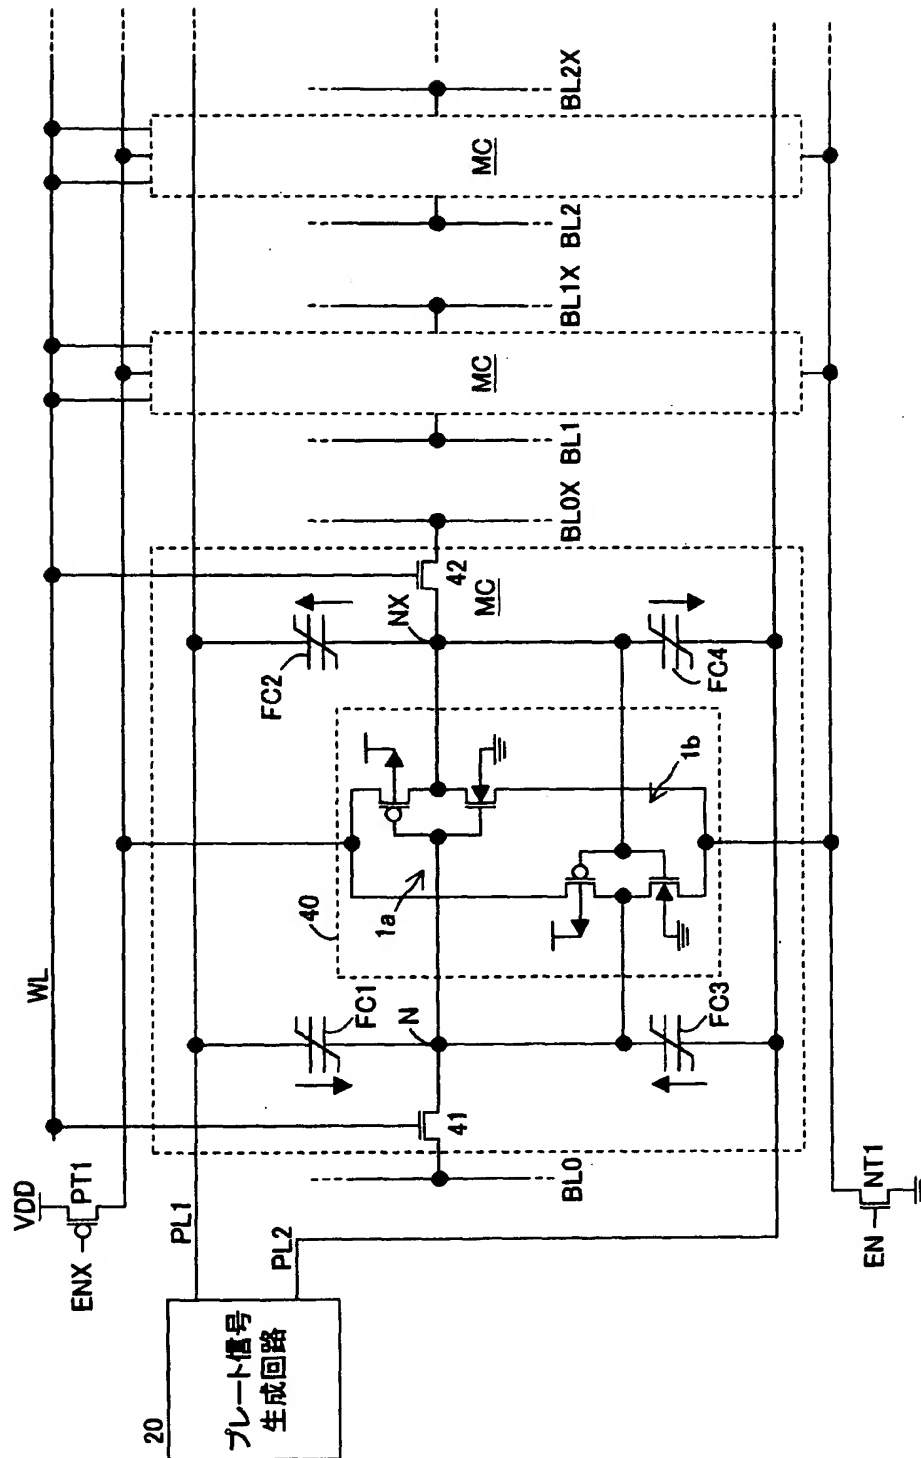 VDD
ENX
PT1
WL
PL1
PL2
20
プレート信号
生成回路
EN
NT1
BL0
41
FC1
N
FC3
40
1a
1b
FC2
NX
42
MC
FC4
BL0X
BL1
MC
BL1X
BL2
MC
BL2X